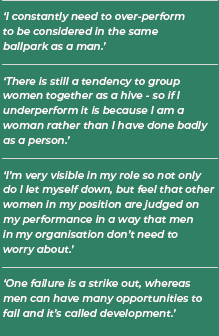 ‘I constantly need to over-perform
to be considered in the same
ballpark as a man.’
‘There is still a tendency to group
women together as a hive - so if I
underperform it is because I am a
woman rather than I have done badly
as a person.’
‘I’m very visible in my role so not only
do I let myself down, but feel that other
women in my position are judged on
my performance in a way that men
in my organisation don’t need to
worry about.’
‘One failure is a strike out, whereas
men can have many opportunities to
fail and it’s called development.’